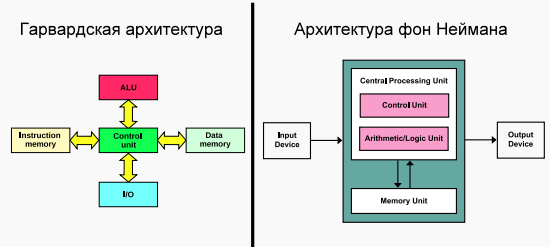 Гарвардская архитектура
ALU
Instruction
memory
Control
unit
Data
memory
I/O
Архитектура фон Неймана
Central Processing Unit
Control Unit
Arithmetic/Logic Unit
Input
Device
Output
Device
Memory Unit